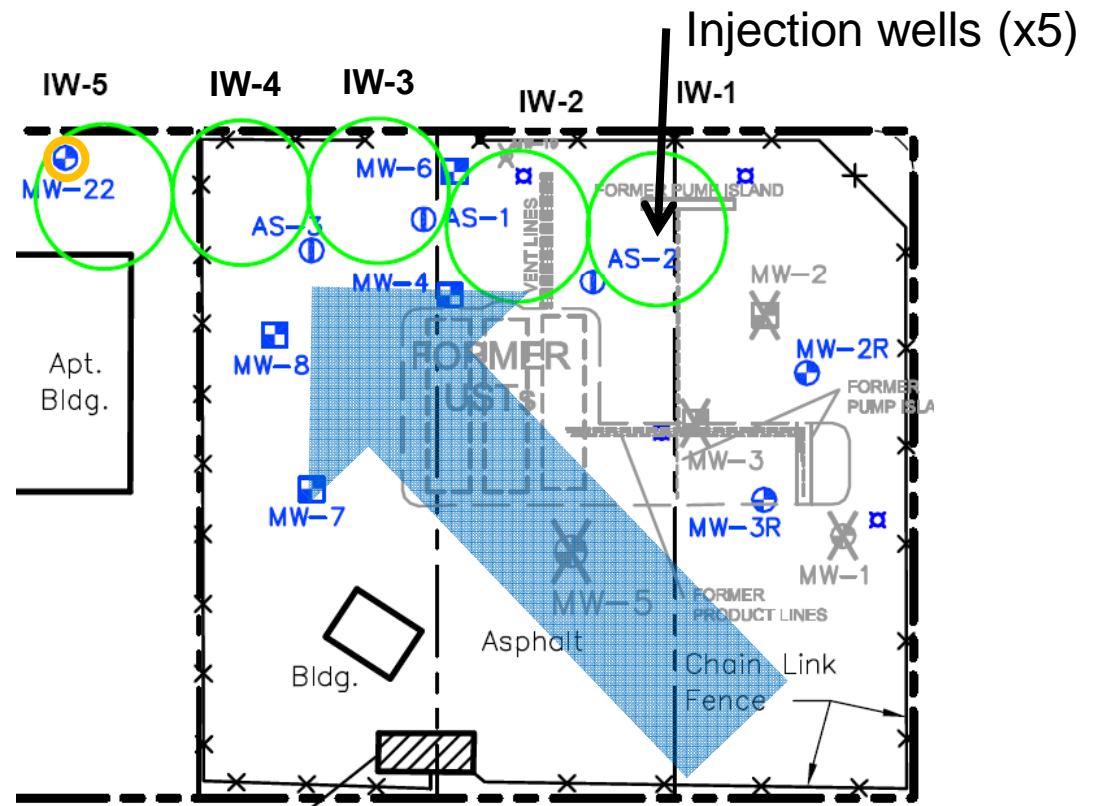 Injection wells (x5)
IW-5
IW-4
IW-3
IW-2
IW-1
MW-22
MW-6
AS-1
AS-3
MW-4
VENT LINES
FORMER PUMP ISLAND
AS-2
MW-2
MW-2R
FORMER
PUMP ISLA
Apt.
Bldg.
MW-8
FORMER
USTS
MW-3
MW-7
MW-3R
MW-1
MW-5
FORMER
PRODUCT LINES
Asphalt
Bldg.
Chain Link
Fence